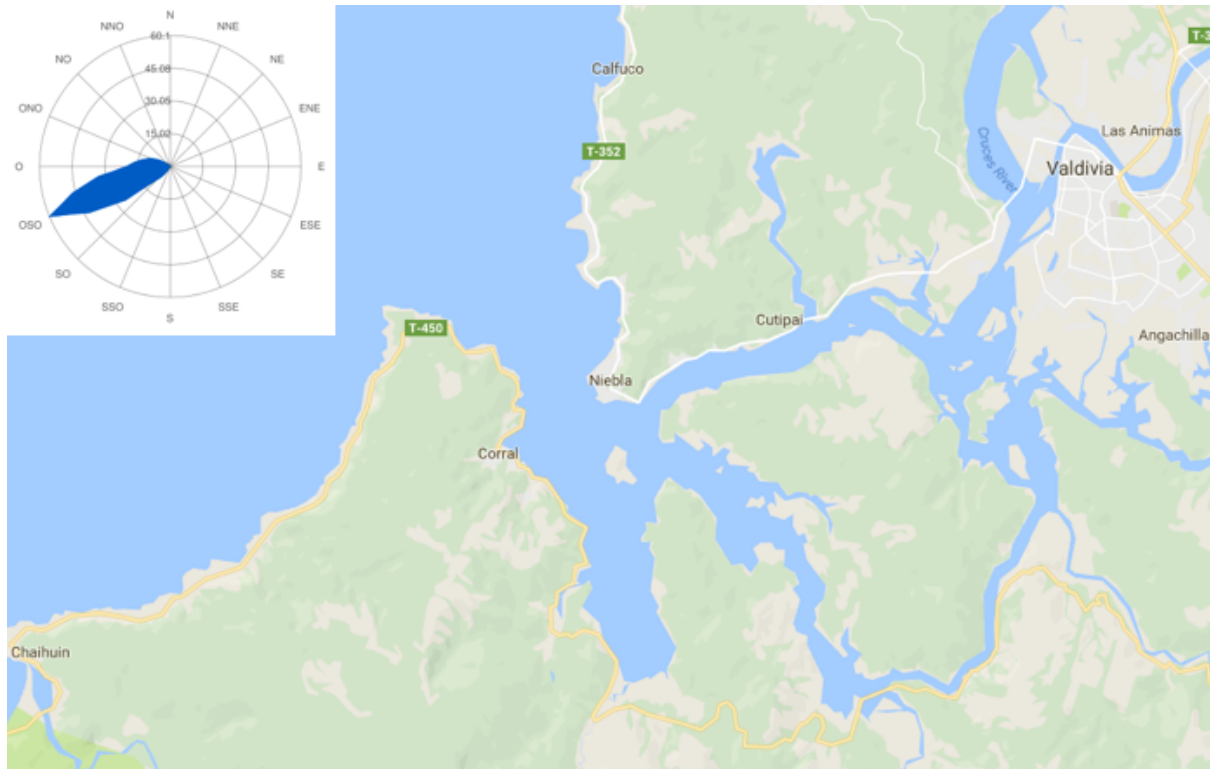 N
NNO
NNE
60.1
NO
NE
45.08
30.05
ONO
ENE
15.02
O
E
OSO
ESE
SO
SE
SSO
SSE
S
Calfuco
T-352
T-3
Las Animas
Cruces River
Valdivia
T-450
Cutipai
Angachilla
Niebla
Corral
Chaihuin